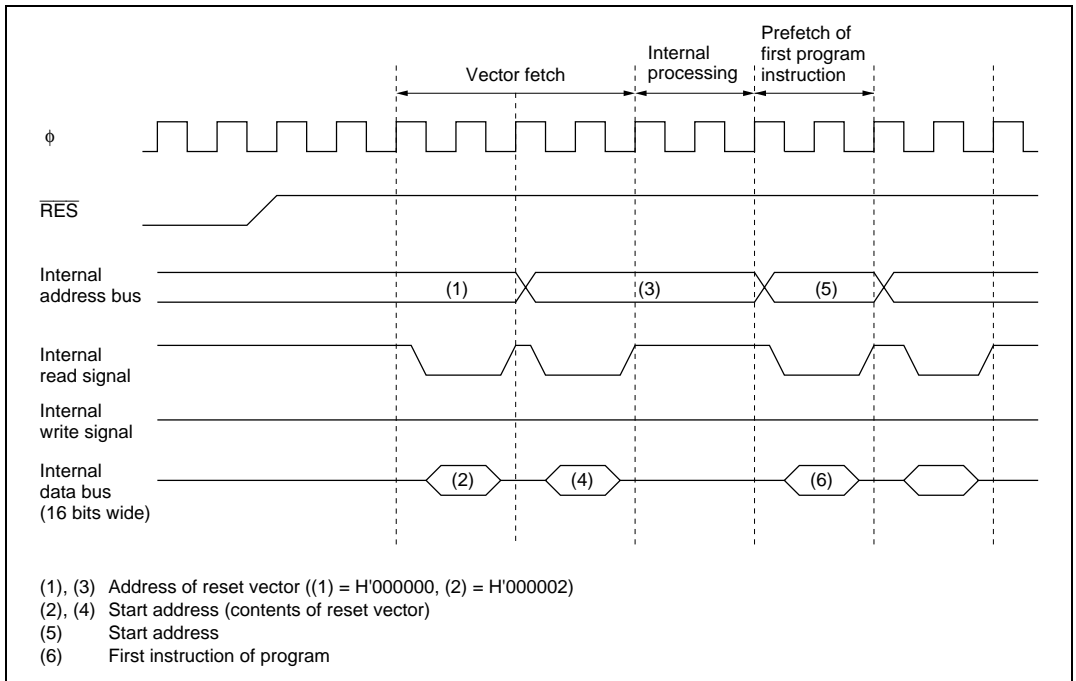 Vector fetch
Internal
processing
Prefetch of
first program
instruction
ϕ
RES
Internal
address bus
(1)
(3)
(5)
Internal
read signal
Internal
write signal
Internal
data bus
(16 bits wide)
(2)
(4)
(6)
(1), (3) Address of reset vector ((1) = H'000000, (2) = H'000002)
(2), (4) Start address (contents of reset vector)
(5) Start address
(6) First instruction of program